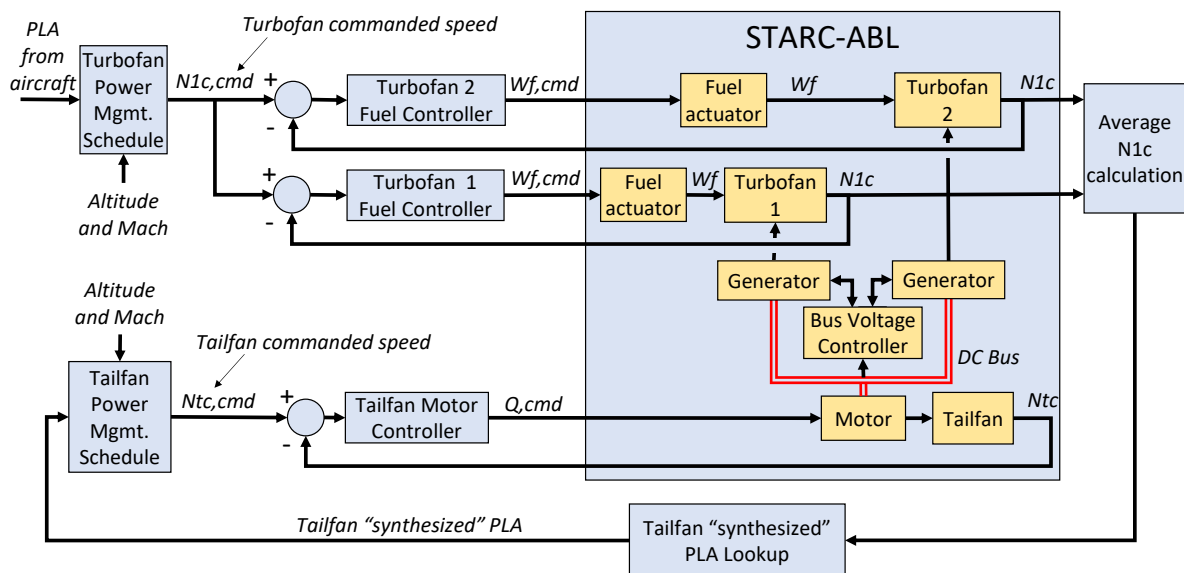 PLA
from
aircraft
Turbofan
Power
Mgmt.
Schedule
Altitude
and Mach
Turbofan commanded speed
N1c,cmd
+
-
Turbofan 2
Fuel Controller
Wf,cmd
STARC-ABL
Fuel
actuator
Wf
Turbofan
2
N1c
Average
N1c
calculation
+
-
Turbofan 1
Fuel Controller
Wf,cmd
Fuel
actuator
Wf
Turbofan
1
N1c
Generator
Generator
Bus Voltage
Controller
DC Bus
Altitude
and Mach
Tailfan commanded speed
Tailfan
Power
Mgmt.
Schedule
Ntc,cmd
+
-
Tailfan Motor
Controller
Q,cmd
Motor
Tailfan
Ntc
Tailfan “synthesized” PLA
Tailfan “synthesized”
PLA Lookup